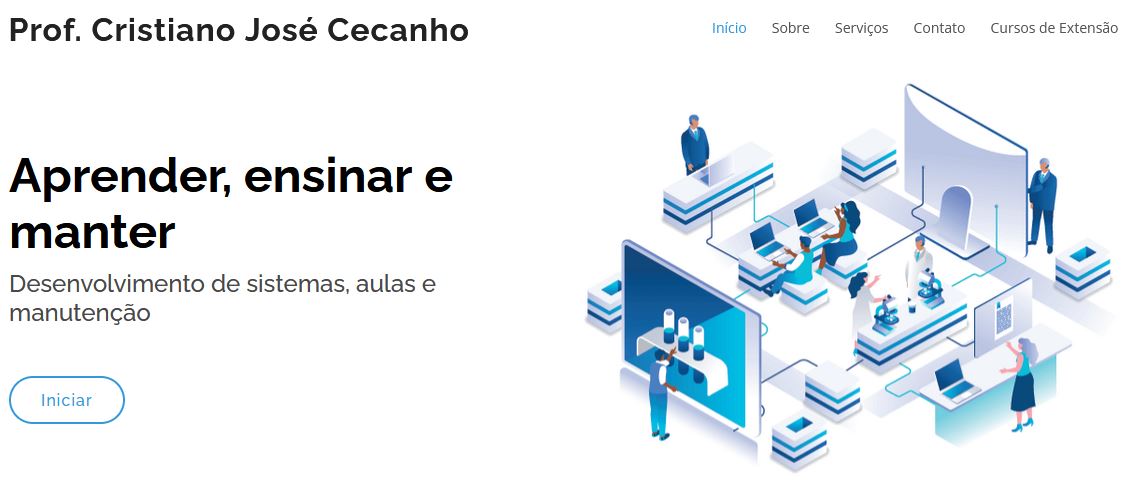 Prof. Cristiano José Cecanho
Início Sobre Serviços Contato Cursos de Extensão
Aprender, ensinar e
manter
Desenvolvimento de sistemas, aulas e
manutenção
Iniciar